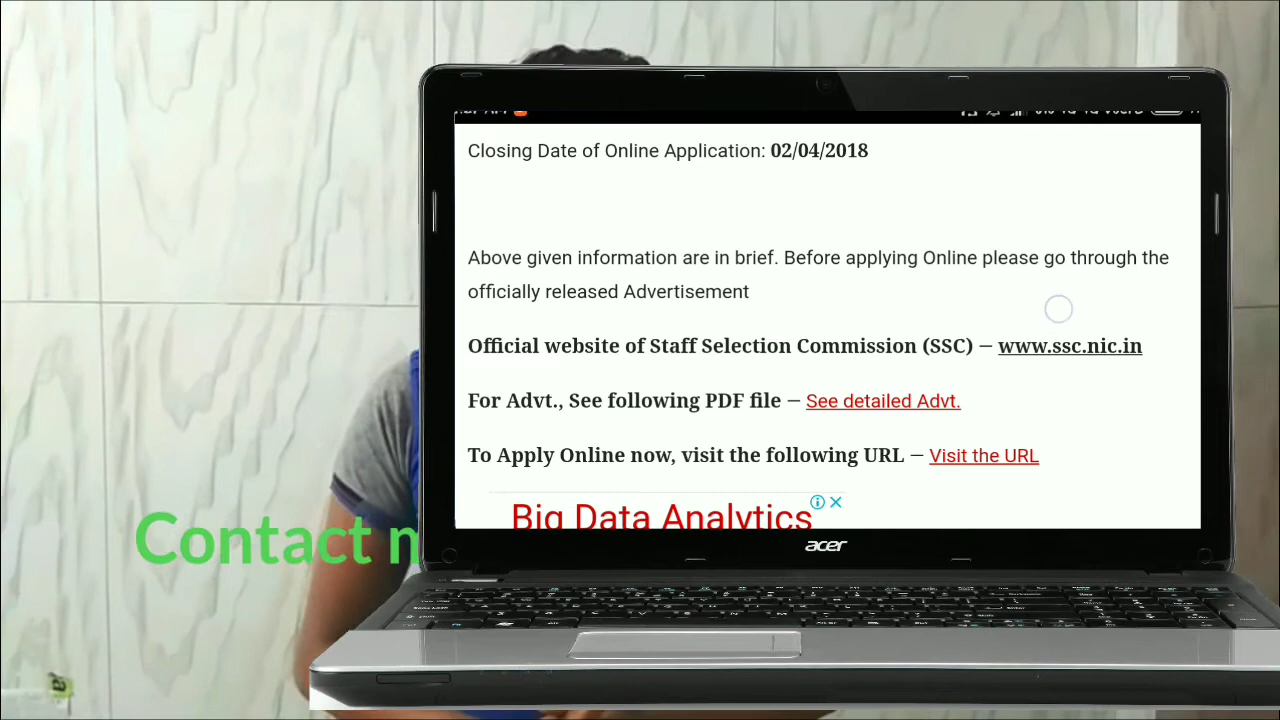 Closing Date of Online Application: 02/04/2018
Above given information are in brief. Before applying Online please go through the
officially released Advertisement
Official website of Staff Selection Commission (SSC) – www.ssc.nic.in
For Advt., See following PDF file – See detailed Advt.
To Apply Online now, visit the following URL – Visit the URL
Big Data Analytics
Contact
acer